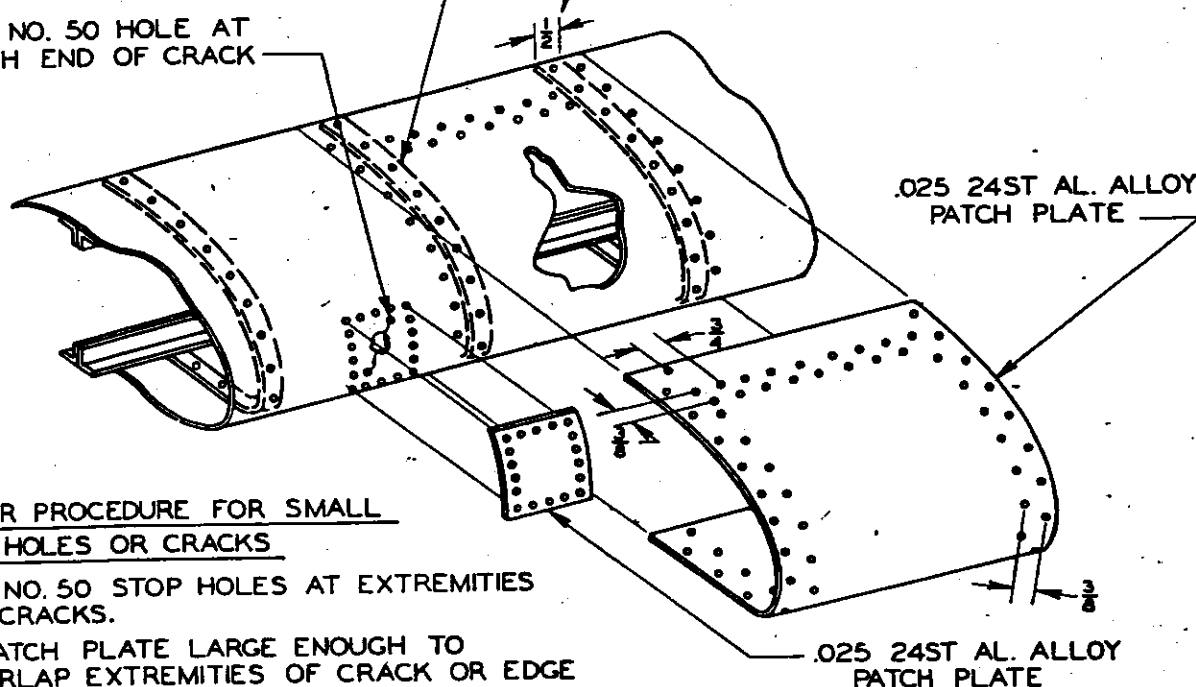 NO. 50 HOLE AT
H END OF CRACK
1/2
.025 24ST AL. ALLOY
PATCH PLATE
3/4
3/8
R PROCEDURE FOR SMALL
HOLES OR CRACKS
NO. 50 STOP HOLES AT EXTREMITIES
CRACKS.
ATCH PLATE LARGE ENOUGH TO
RLAP EXTREMITIES OF CRACK OR EDGE
3/8
.025 24ST AL. ALLOY
PATCH PLATE